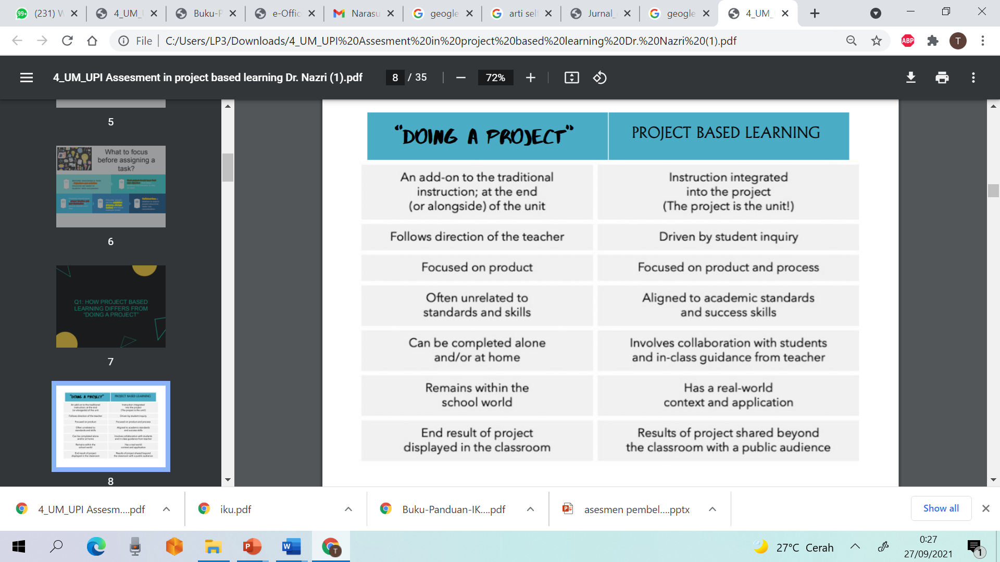 (231) W
4_UM_
Buku-P
e-Offic
Narasu
geogle
arti sel
Jurnal_
geogle
4_UM_
File
C:/Users/LP3/Downloads/4_UM_UPI%20Assesment%20in%20project%20based%20learning%20Dr.%20Nazri%20(1).pdf
ABP
T
4_UM_UPI Assesment in project based learning Dr. Nazri (1).pdf
8 / 35
72%
5
What to focus
before assigning a
task?
6
Q1: HOW PROJECT BASED
LEARNING DIFFERS FROM
"DOING A PROJECT"
7
8
"DOING A PROJECT"
PROJECT BASED LEARNING
An add-on to the traditional
instruction; at the end
(or alongside) of the unit
Instruction integrated
into the project
(The project is the unit!)
Follows direction of the teacher
Driven by student inquiry
Focused on product
Focused on product and process
Often unrelated to
standards and skills
Aligned to academic standards
and success skills
Can be completed alone
and/or at home
Involves collaboration with students
and in-class guidance from teacher
Remains within the
school world
Has a real-world
context and application
End result of project
displayed in the classroom
Results of project shared beyond
the classroom with a public audience
4_UM_UPI Assesm....pdf
iku.pdf
Buku-Panduan-IK....pdf
asesmen pembel....pptx
Show all
27°C Cerah
0:27
27/09/2021
1